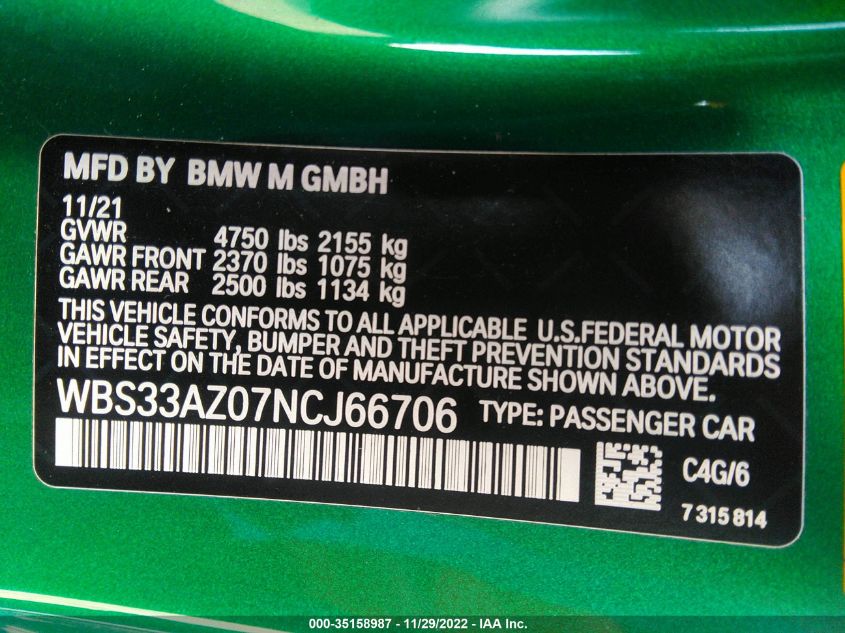 MFD BY BMW M GMBH
11/21
GVWR 4750 lbs 2155 kg
GAWR FRONT 2370 lbs 1075 kg
GAWR REAR 2500 lbs 1134 kg
THIS VEHICLE CONFORMS TO ALL APPLICABLE U.S.FEDERAL MOTOR
VEHICLE SAFETY, BUMPER AND THEFT PREVENTION STANDARDS
IN EFFECT ON THE DATE OF MANUFACTURE SHOWN ABOVE.
WBS33AZ07NCJ66706 TYPE: PASSENGER CAR
C4G/6
7 315 814
000-35158987 - 11/29/2022 - IAA Inc.